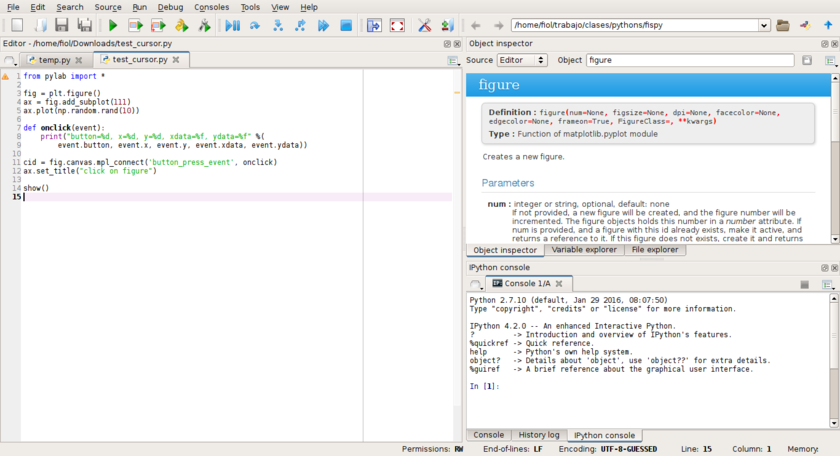 File Edit Search Source Run Debug Consoles Tools View Help
/home/fiol/trabajo/clases/pythons/fispy
Editor - /home/fiol/Downloads/test_cursor.py
temp.py test_cursor.py
1 from pylab import *
2
3 fig = plt.figure()
4 ax = fig.add_subplot(111)
5 ax.plot(np.random.rand(10))
6
7 def onclick(event):
8     print("button=%d, x=%d, y=%d, xdata=%f, ydata=%f" %(
9         event.button, event.x, event.y, event.xdata, event.ydata))
10
11 cid = fig.canvas.mpl_connect('button_press_event', onclick)
12 ax.set_title("click on figure")
13
14 show()
15
Object inspector
Source Editor Object figure
figure
Definition : figure(num=None, figsize=None, dpi=None, facecolor=None,
edgecolor=None, frameon=True, FigureClass=, **kwargs)
Type : Function of matplotlib.pyplot module
Creates a new figure.
Parameters
num : integer or string, optional, default: none
If not provided, a new figure will be created, and the figure number will be
incremented. The figure objects holds this number in a number attribute. If
num is provided, and a figure with this id already exists, make it active, and
returns a reference to it. If this figure does not exists, create it and returns
Object inspector Variable explorer File explorer
IPython console
Console 1/A
Python 2.7.10 (default, Jan 29 2016, 08:07:50)
Type "copyright", "credits" or "license" for more information.
IPython 4.2.0 -- An enhanced Interactive Python.
? -> Introduction and overview of IPython's features.
%quickref -> Quick reference.
help -> Python's own help system.
object? -> Details about 'object', use 'object??' for extra details.
%guiref -> A brief reference about the graphical user interface.
In [1]:
Console History log IPython console
Permissions: RW End-of-lines: LF Encoding: UTF-8-GUESSED Line: 15 Column: 1 Memory: